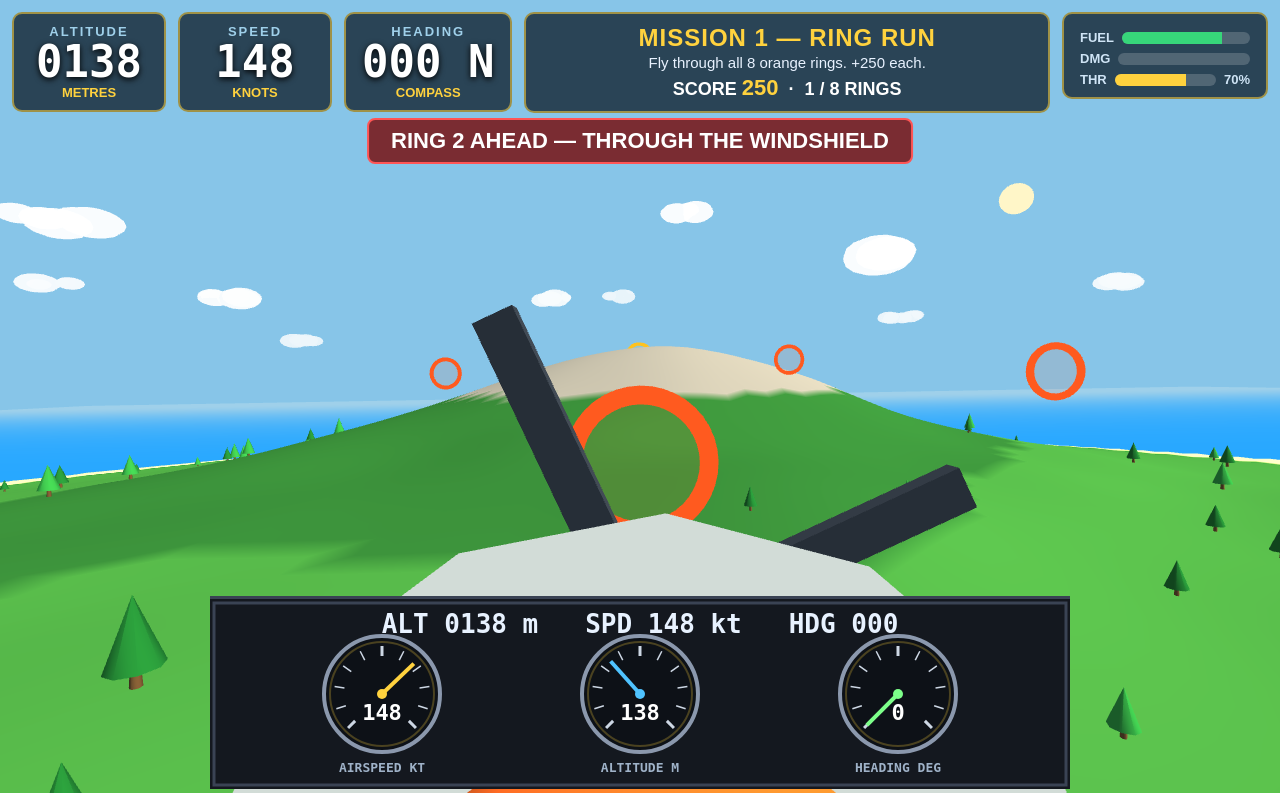 ALTITUDE
0138
METRES
SPEED
148
KNOTS
HEADING
000 N
COMPASS
MISSION 1 — RING RUN
Fly through all 8 orange rings. +250 each.
SCORE 250 · 1 / 8 RINGS
FUEL
DMG
THR 70%
RING 2 AHEAD — THROUGH THE WINDSHIELD
ALT 0138 m SPD 148 kt HDG 000
148 138 0
AIRSPEED KT ALTITUDE M HEADING DEG